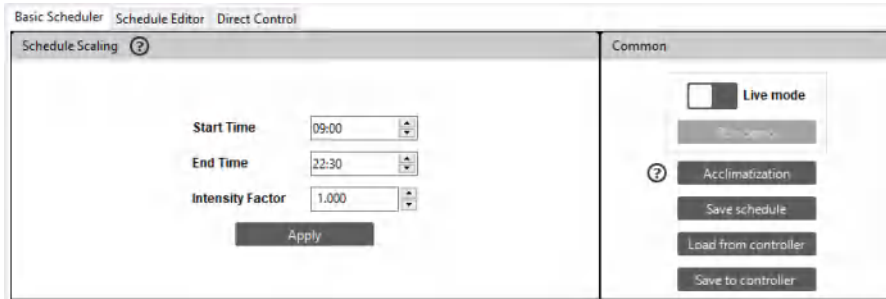 Basic Scheduler Schedule Editor Direct Control
Schedule Scaling ?
Common
Live mode
Start Time 09:00
End Time 22:30
Intensity Factor 1.000
Apply
? Acclimatization
Save schedule
Load from controller
Save to controller